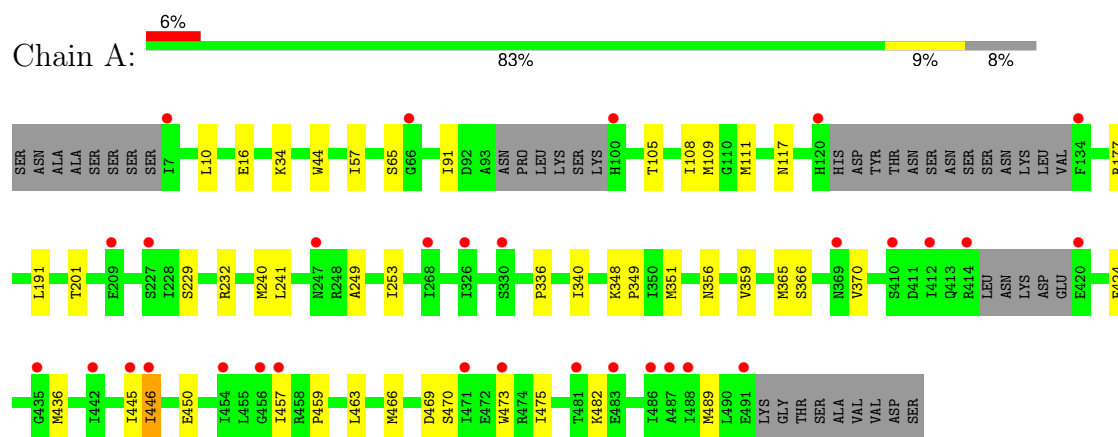 6%
Chain A:
83% 9% 8%
SER ASN ALA ALA SER SER SER SER I7 L10 E16 K34 W44 I57 S65 G66 I91 D92 A93 ASN PRO LEU LYS SER LYS H100 T105 I108 M109 G110 M111 N117 H120 HIS ASP TYR THR ASN SER ASN SER SER ASN LYS LEU VAL F134
L191 T201 E209 S227 I228 S229 R232 M240 L241 N247 R248 A249 I253 I268 I326 S330 P336 I340 K348 P349 I350 M351 N356 V359 M365 S366 N369 V370 S410 D411 I412 Q413 R414 LEU ASN LYS ASP GLU E420
G435 M436 I442 I445 I446 E450 I454 L455 G456 I457 R458 P459 L463 M466 D469 S470 I471 E472 W473 R474 I475 T481 K482 E483 I486 A487 I488 M489 L490 E491 LYS GLY THR SER ALA VAL VAL ASP SER